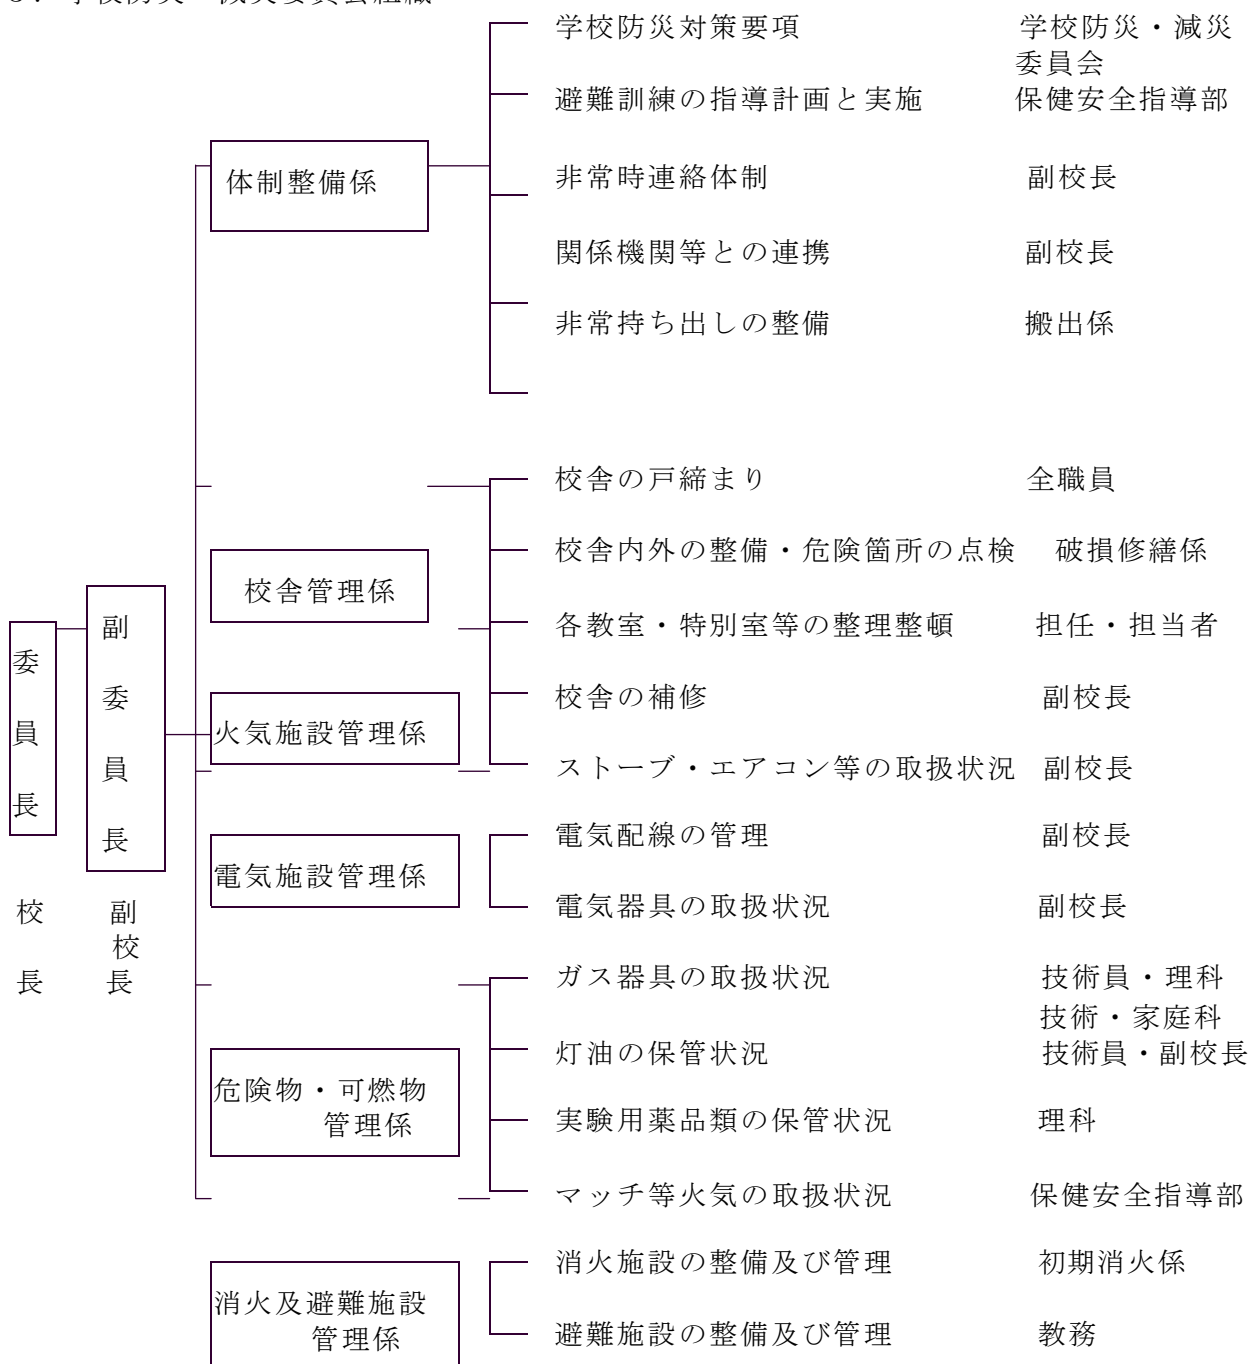 学校防災対策要項 学校防災・減災
委員会
避難訓練の指導計画と実施 保健安全指導部
体制整備係
非常時連絡体制 副校長
関係機関等との連携 副校長
非常持ち出しの整備 搬出係
校舎の戸締まり 全職員
校舎管理係
校舎内外の整備・危険箇所の点検 破損修繕係
各教室・特別室等の整理整頓 担任・担当者
委員長
副委員長
校長
副校長
火気施設管理係
校舎の補修 副校長
ストーブ・エアコン等の取扱状況 副校長
電気施設管理係
電気配線の管理 副校長
電気器具の取扱状況 副校長
ガス器具の取扱状況 技術員・理科
技術・家庭科
灯油の保管状況 技術員・副校長
危険物・可燃物
管理係
実験用薬品類の保管状況 理科
マッチ等火気の取扱状況 保健安全指導部
消火及避難施設
管理係
消火施設の整備及び管理 初期消火係
避難施設の整備及び管理 教務